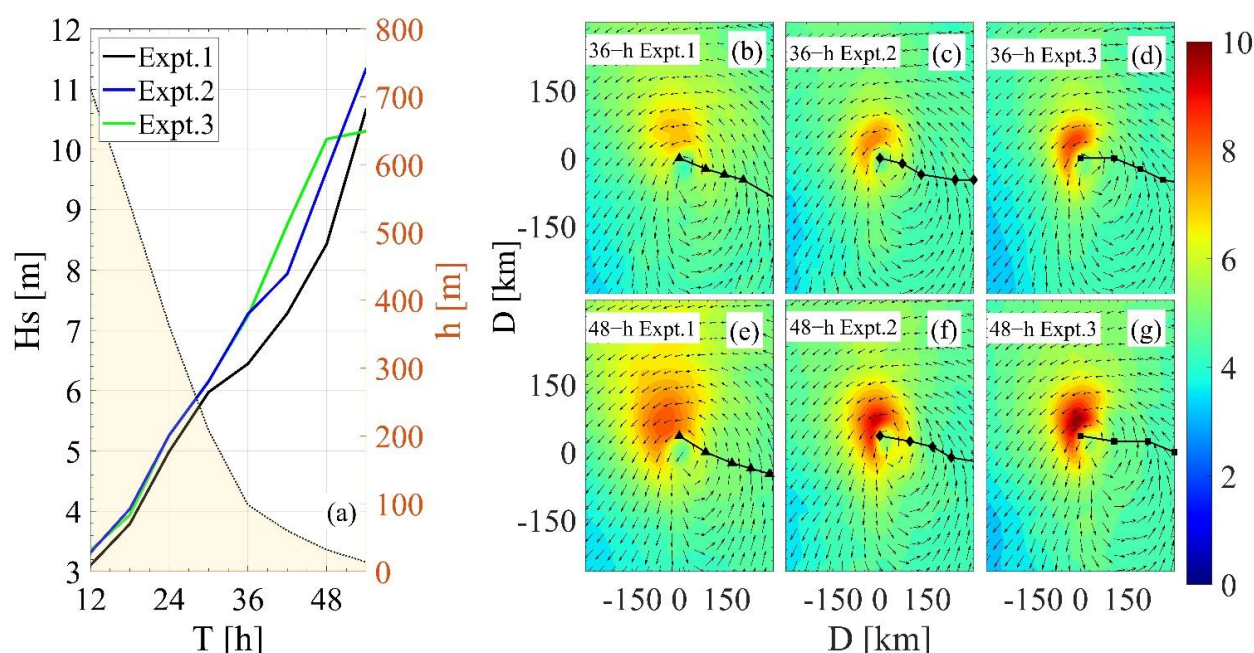 12
11
10
9
8
7
6
5
4
3
Hs [m]
Expt.1
Expt.2
Expt.3
(a)
12 24 36 48
T [h]
800
700
600
500
400
300
200
100
0
h [m]
36−h Expt.1 (b)
36−h Expt.2 (c)
36−h Expt.3 (d)
150
0
-150
D [km]
48−h Expt.1 (e)
48−h Expt.2 (f)
48−h Expt.3 (g)
150
0
-150
-150 0 150 -150 0 150 -150 0 150
D [km]
10
8
6
4
2
0